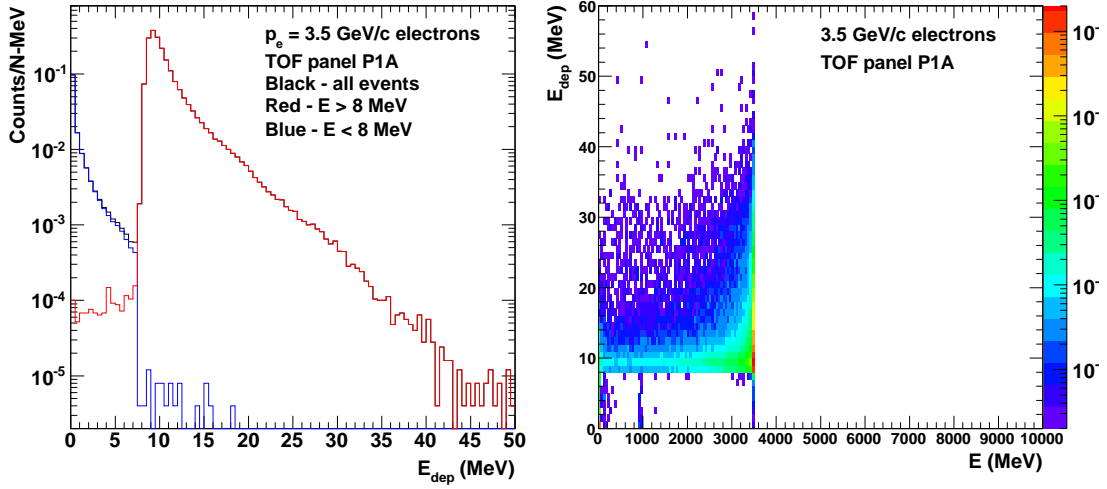 Counts/N-MeV
10⁻¹
10⁻²
10⁻³
10⁻⁴
10⁻⁵
p_e = 3.5 GeV/c electrons
TOF panel P1A
Black - all events
Red - E > 8 MeV
Blue - E < 8 MeV
0 5 10 15 20 25 30 35 40 45 50
E_dep (MeV)
E_dep (MeV)
60
50
40
30
20
10
0
3.5 GeV/c electrons
TOF panel P1A
0 1000 2000 3000 4000 5000 6000 7000 8000 9000 10000
E (MeV)